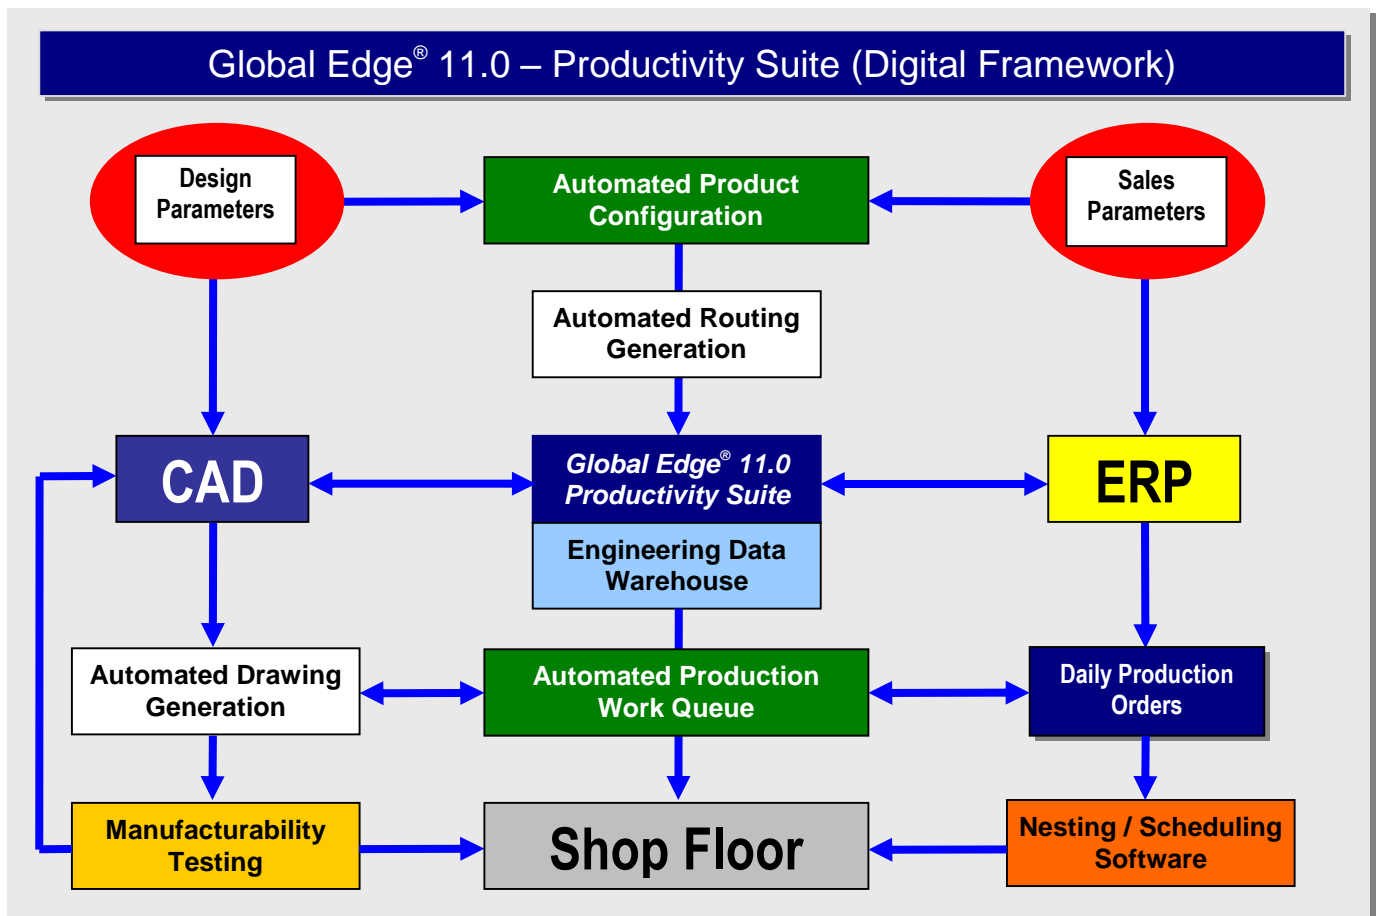 Global Edge® 11.0 – Productivity Suite (Digital Framework)
Design
Parameters
Automated Product
Configuration
Sales
Parameters
Automated Routing
Generation
CAD
Global Edge® 11.0
Productivity Suite
ERP
Engineering Data
Warehouse
Automated Drawing
Generation
Automated Production
Work Queue
Daily Production
Orders
Manufacturability
Testing
Shop Floor
Nesting / Scheduling
Software